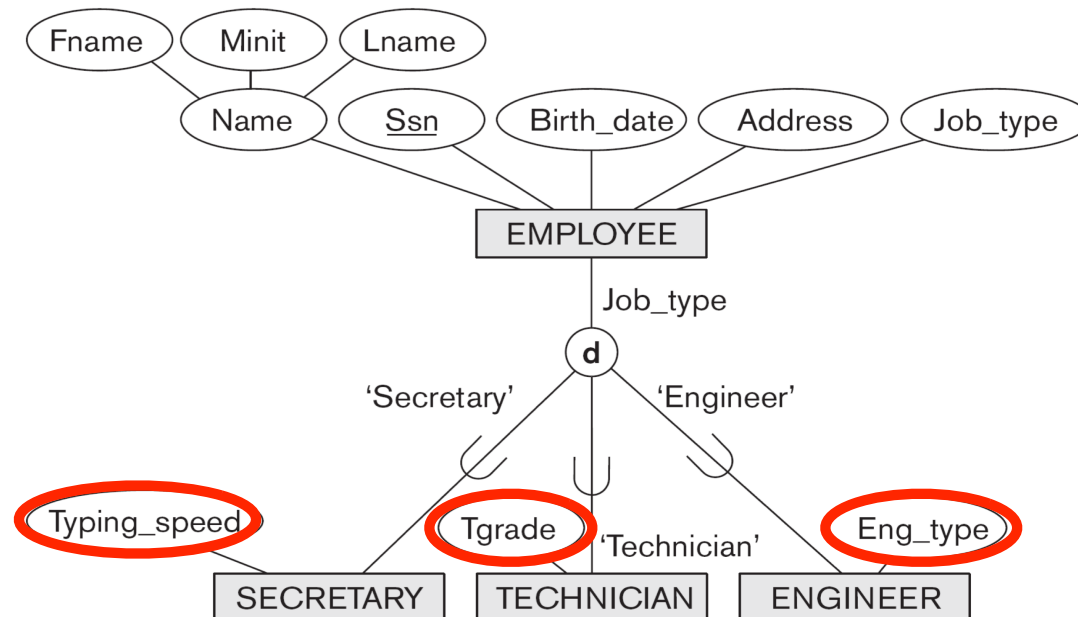 Fname Minit Lname
Name Ssn Birth_date Address Job_type
EMPLOYEE
Job_type
d
‘Secretary’ ‘Engineer’
Typing_speed Tgrade Eng_type
‘Technician’
SECRETARY TECHNICIAN ENGINEER